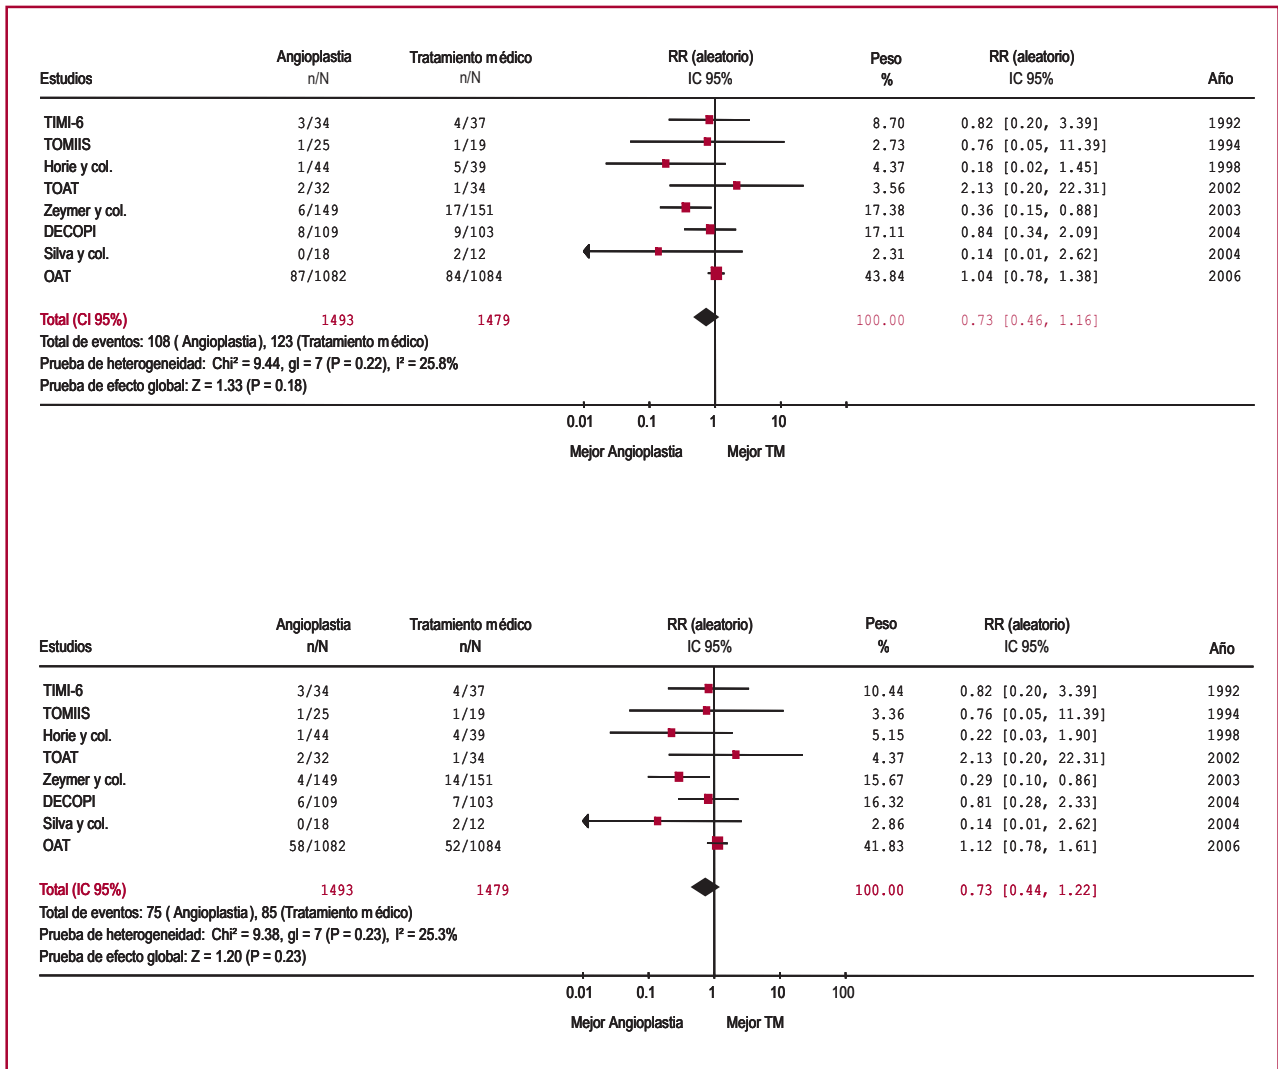 Angioplastia Tratamiento médico RR (aleatorio) Peso RR (aleatorio)
Estudios n/N n/N IC 95% % IC 95% Año
TIMI-6 3/34 4/37 8.70 0.82 [0.20, 3.39] 1992
TOMIIS 1/25 1/19 2.73 0.76 [0.05, 11.39] 1994
Horie y col. 1/44 5/39 4.37 0.18 [0.02, 1.45] 1998
TOAT 2/32 1/34 3.56 2.13 [0.20, 22.31] 2002
Zeymer y col. 6/149 17/151 17.38 0.36 [0.15, 0.88] 2003
DECOPI 8/109 9/103 17.11 0.84 [0.34, 2.09] 2004
Silva y col. 0/18 2/12 2.31 0.14 [0.01, 2.62] 2004
OAT 87/1082 84/1084 43.84 1.04 [0.78, 1.38] 2006
Total (CI 95%) 1493 1479 100.00 0.73 [0.46, 1.16]
Total de eventos: 108 ( Angioplastia), 123 (Tratamiento médico)
Prueba de heterogeneidad: Chi² = 9.44, gl = 7 (P = 0.22), I² = 25.8%
Prueba de efecto global: Z = 1.33 (P = 0.18)
0.01 0.1 1 10
Mejor Angioplastia Mejor TM
Angioplastia Tratamiento médico RR (aleatorio) Peso RR (aleatorio)
Estudios n/N n/N IC 95% % IC 95% Año
TIMI-6 3/34 4/37 10.44 0.82 [0.20, 3.39] 1992
TOMIIS 1/25 1/19 3.36 0.76 [0.05, 11.39] 1994
Horie y col. 1/44 4/39 5.15 0.22 [0.03, 1.90] 1998
TOAT 2/32 1/34 4.37 2.13 [0.20, 22.31] 2002
Zeymer y col. 4/149 14/151 15.67 0.29 [0.10, 0.86] 2003
DECOPI 6/109 7/103 16.32 0.81 [0.28, 2.33] 2004
Silva y col. 0/18 2/12 2.86 0.14 [0.01, 2.62] 2004
OAT 58/1082 52/1084 41.83 1.12 [0.78, 1.61] 2006
Total (IC 95%) 1493 1479 100.00 0.73 [0.44, 1.22]
Total de eventos: 75 ( Angioplastia), 85 (Tratamiento médico)
Prueba de heterogeneidad: Chi² = 9.38, gl = 7 (P = 0.23), I² = 25.3%
Prueba de efecto global: Z = 1.20 (P = 0.23)
0.01 0.1 1 10 100
Mejor Angioplastia Mejor TM